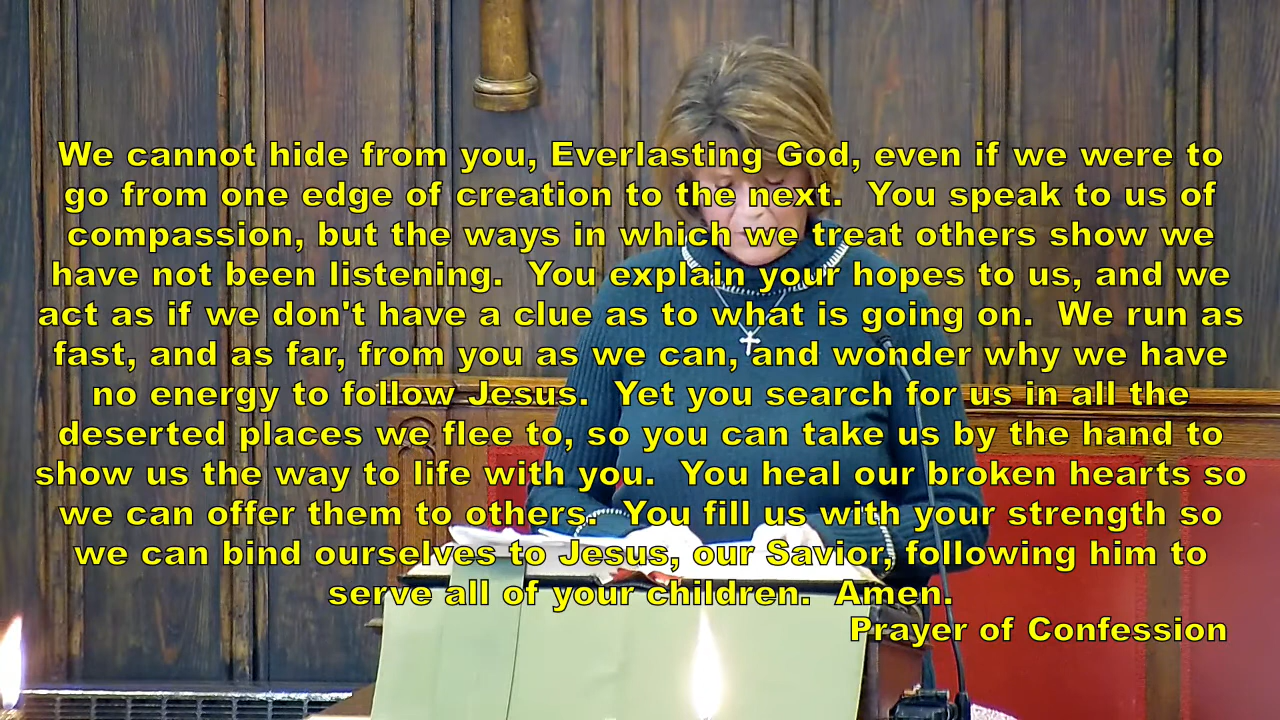 We cannot hide from you, Everlasting God, even if we were to
go from one edge of creation to the next.  You speak to us of
compassion, but the ways in which we treat others show we
have not been listening.  You explain your hopes to us, and we
act as if we don't have a clue as to what is going on.  We run as
fast, and as far, from you as we can, and wonder why we have
no energy to follow Jesus.  Yet you search for us in all the
deserted places we flee to, so you can take us by the hand to
show us the way to life with you.  You heal our broken hearts so
we can offer them to others.  You fill us with your strength so
we can bind ourselves to Jesus, our Savior, following him to
serve all of your children.  Amen.
Prayer of Confession